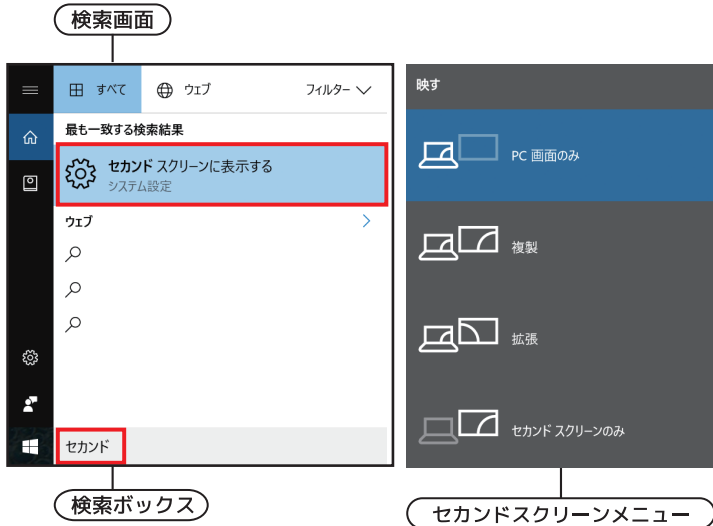 検索画面
すべて
ウェブ
フィルター
最も一致する検索結果
セカンド スクリーンに表示する
システム設定
ウェブ
セカンド
検索ボックス
映す
PC 画面のみ
複製
拡張
セカンド スクリーンのみ
セカンドスクリーンメニュー